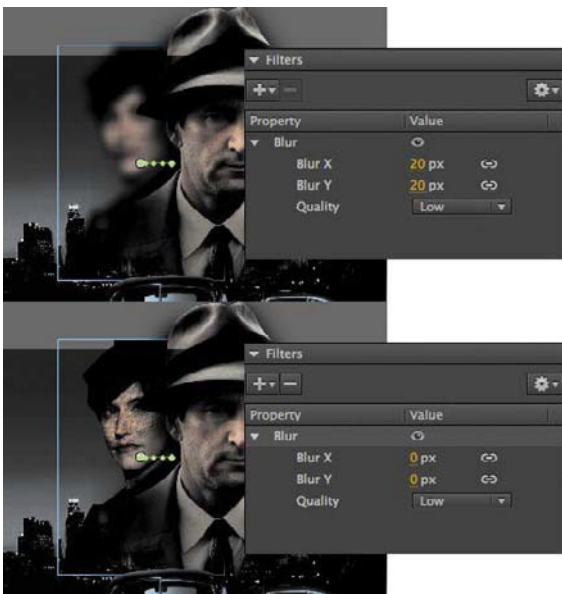 Filters
Property Value
Blur
Blur X 20 px
Blur Y 20 px
Quality Low
Filters
Property Value
Blur
Blur X 0 px
Blur Y 0 px
Quality Low